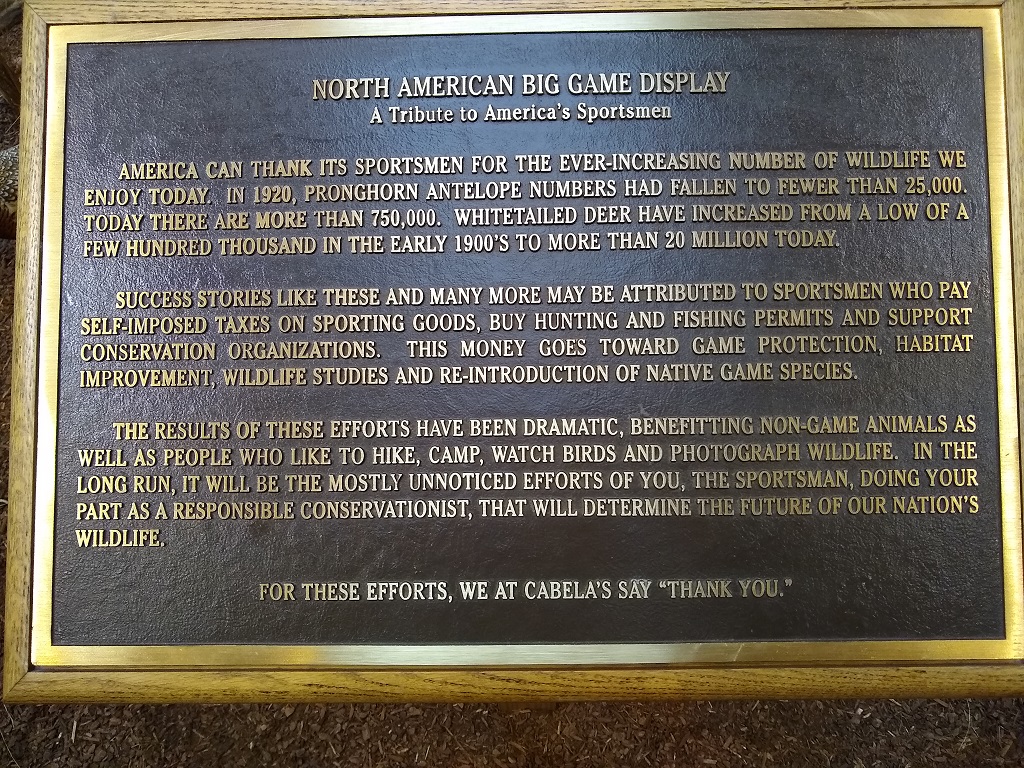 NORTH AMERICAN BIG GAME DISPLAY
A Tribute to America's Sportsmen
AMERICA CAN THANK ITS SPORTSMEN FOR THE EVER-INCREASING NUMBER OF WILDLIFE WE
ENJOY TODAY. IN 1920, PRONGHORN ANTELOPE NUMBERS HAD FALLEN TO FEWER THAN 25,000.
TODAY THERE ARE MORE THAN 750,000. WHITETAILED DEER HAVE INCREASED FROM A LOW OF A
FEW HUNDRED THOUSAND IN THE EARLY 1900'S TO MORE THAN 20 MILLION TODAY.
SUCCESS STORIES LIKE THESE AND MANY MORE MAY BE ATTRIBUTED TO SPORTSMEN WHO PAY
SELF-IMPOSED TAXES ON SPORTING GOODS, BUY HUNTING AND FISHING PERMITS AND SUPPORT
CONSERVATION ORGANIZATIONS. THIS MONEY GOES TOWARD GAME PROTECTION, HABITAT
IMPROVEMENT, WILDLIFE STUDIES AND RE-INTRODUCTION OF NATIVE GAME SPECIES.
THE RESULTS OF THESE EFFORTS HAVE BEEN DRAMATIC, BENEFITTING NON-GAME ANIMALS AS
WELL AS PEOPLE WHO LIKE TO HIKE, CAMP, WATCH BIRDS AND PHOTOGRAPH WILDLIFE. IN THE
LONG RUN, IT WILL BE THE MOSTLY UNNOTICED EFFORTS OF YOU, THE SPORTSMAN, DOING YOUR
PART AS A RESPONSIBLE CONSERVATIONIST, THAT WILL DETERMINE THE FUTURE OF OUR NATION'S
WILDLIFE.
FOR THESE EFFORTS, WE AT CABELA'S SAY "THANK YOU."